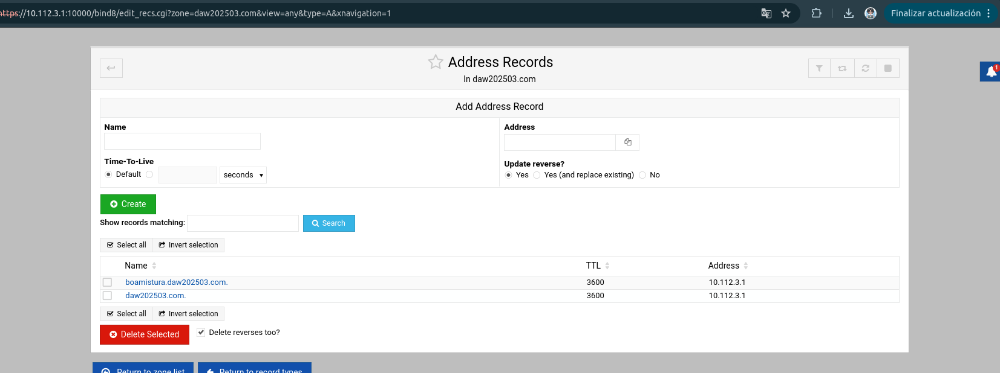 https://10.112.3.1:10000/bind8/edit_recs.cgi?zone=daw202503.com&view=any&type=A&xnavigation=1
Finalizar actualización
Address Records
In daw202503.com
1
Add Address Record
Name
Address
Time-To-Live
Default
seconds
Update reverse?
Yes
Yes (and replace existing)
No
Create
Show records matching:
Search
Select all
Invert selection
Name
TTL
Address
boamistura.daw202503.com.
3600
10.112.3.1
daw202503.com.
3600
10.112.3.1
Select all
Invert selection
Delete Selected
Delete reverses too?
Return to zone list
Return to record types